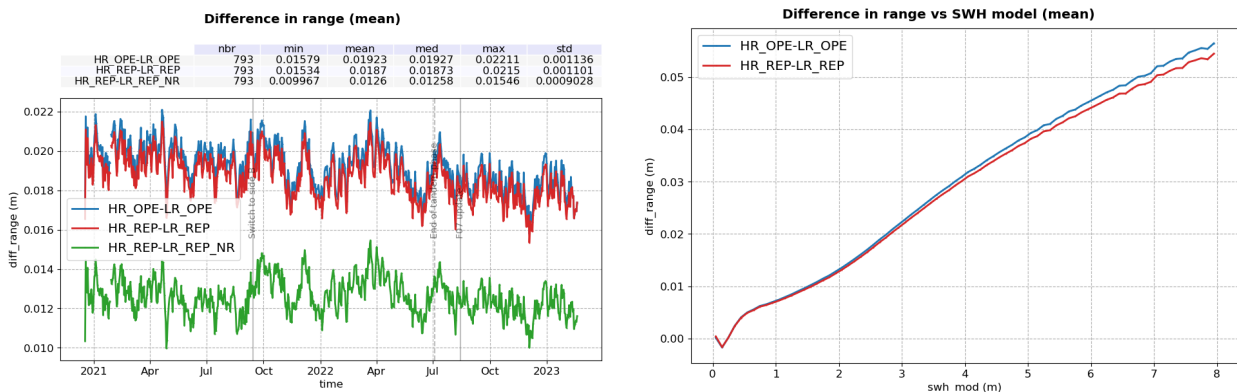 Difference in range (mean)
nbr min mean med max std
HR_OPE-LR_OPE 793 0.01579 0.01923 0.01927 0.02211 0.001136
HR_REP-LR_REP 793 0.01534 0.0187 0.01873 0.0215 0.001101
HR_REP-LR_REP_NR 793 0.009967 0.0126 0.01258 0.01546 0.0009028
diff_range (m)
0.022
0.020
0.018
0.016
0.014
0.012
0.010
HR_OPE-LR_OPE
HR_REP-LR_REP
HR_REP-LR_REP_NR
Switch to side
End of
2021 Apr Jul Oct 2022 Apr Jul Oct 2023
time
Difference in range vs SWH model (mean)
HR_OPE-LR_OPE
HR_REP-LR_REP
diff_range (m)
0.05
0.04
0.03
0.02
0.01
0.00
0 1 2 3 4 5 6 7 8
swh_mod (m)